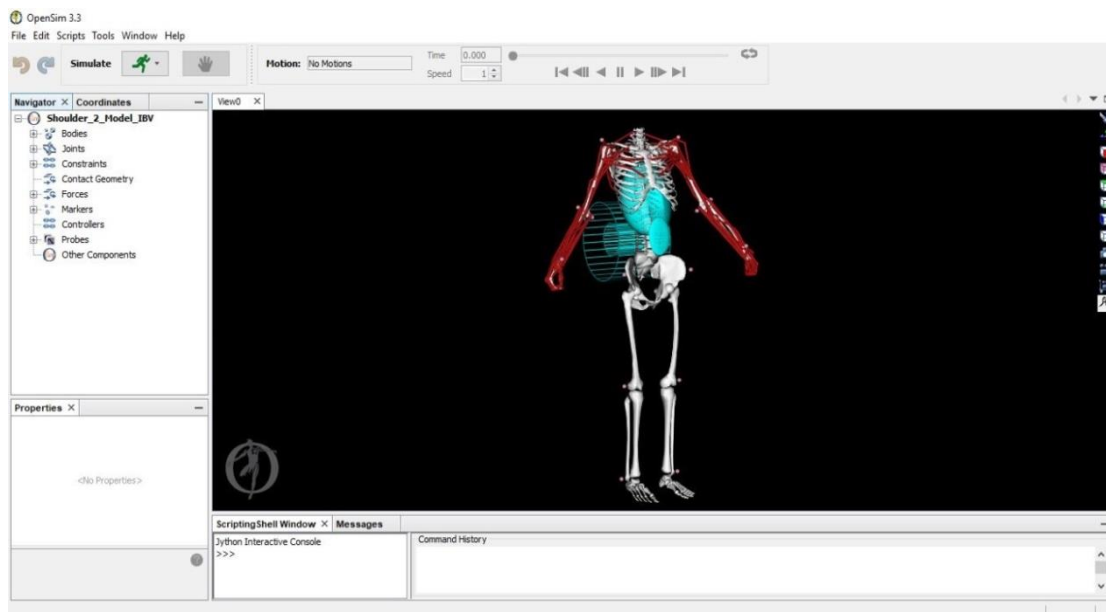 OpenSim 3.3
File Edit Scripts Tools Window Help
Simulate
Motion: No Motions
Time 0.000
Speed 1
Navigator × Coordinates
View0 ×
Shoulder_2_Model_IBV
Bodies
Joints
Constraints
Contact Geometry
Forces
Markers
Controllers
Probes
Other Components
Properties ×
<No Properties>
ScriptingShell Window × Messages
Jython Interactive Console
>>>
Command History